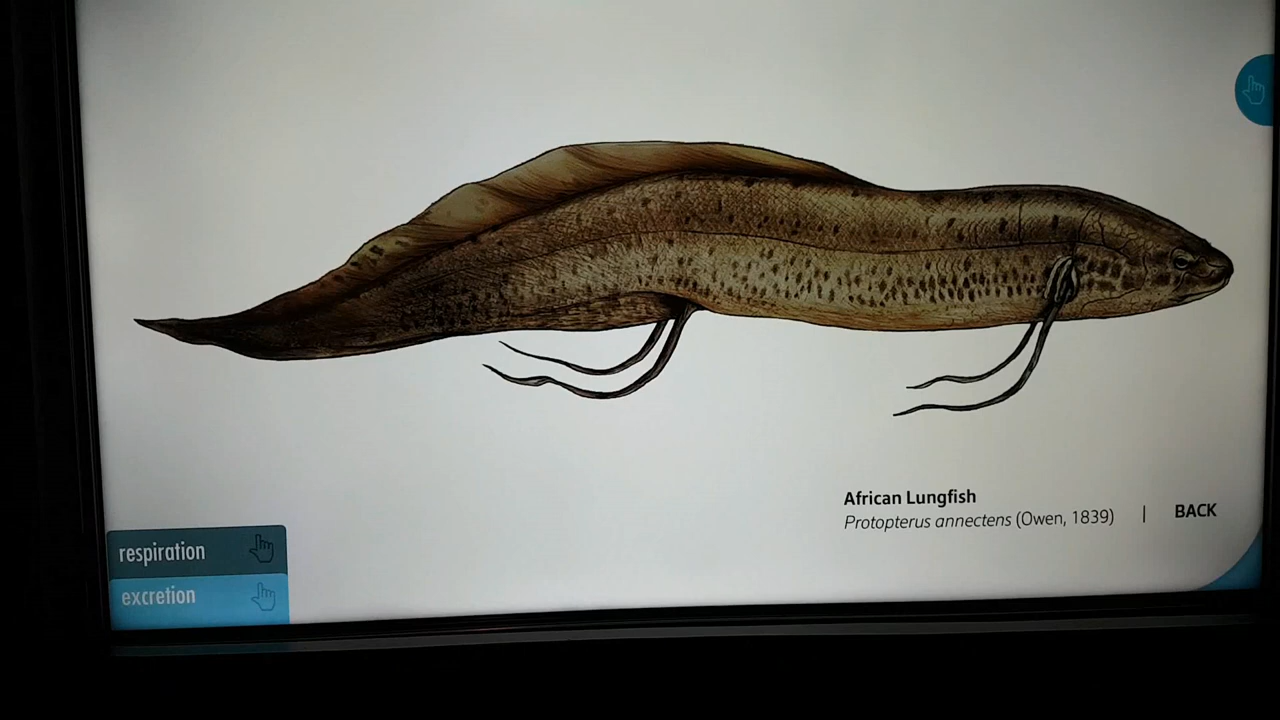 African Lungfish
Protopterus annectens (Owen, 1839) | BACK
respiration
excretion